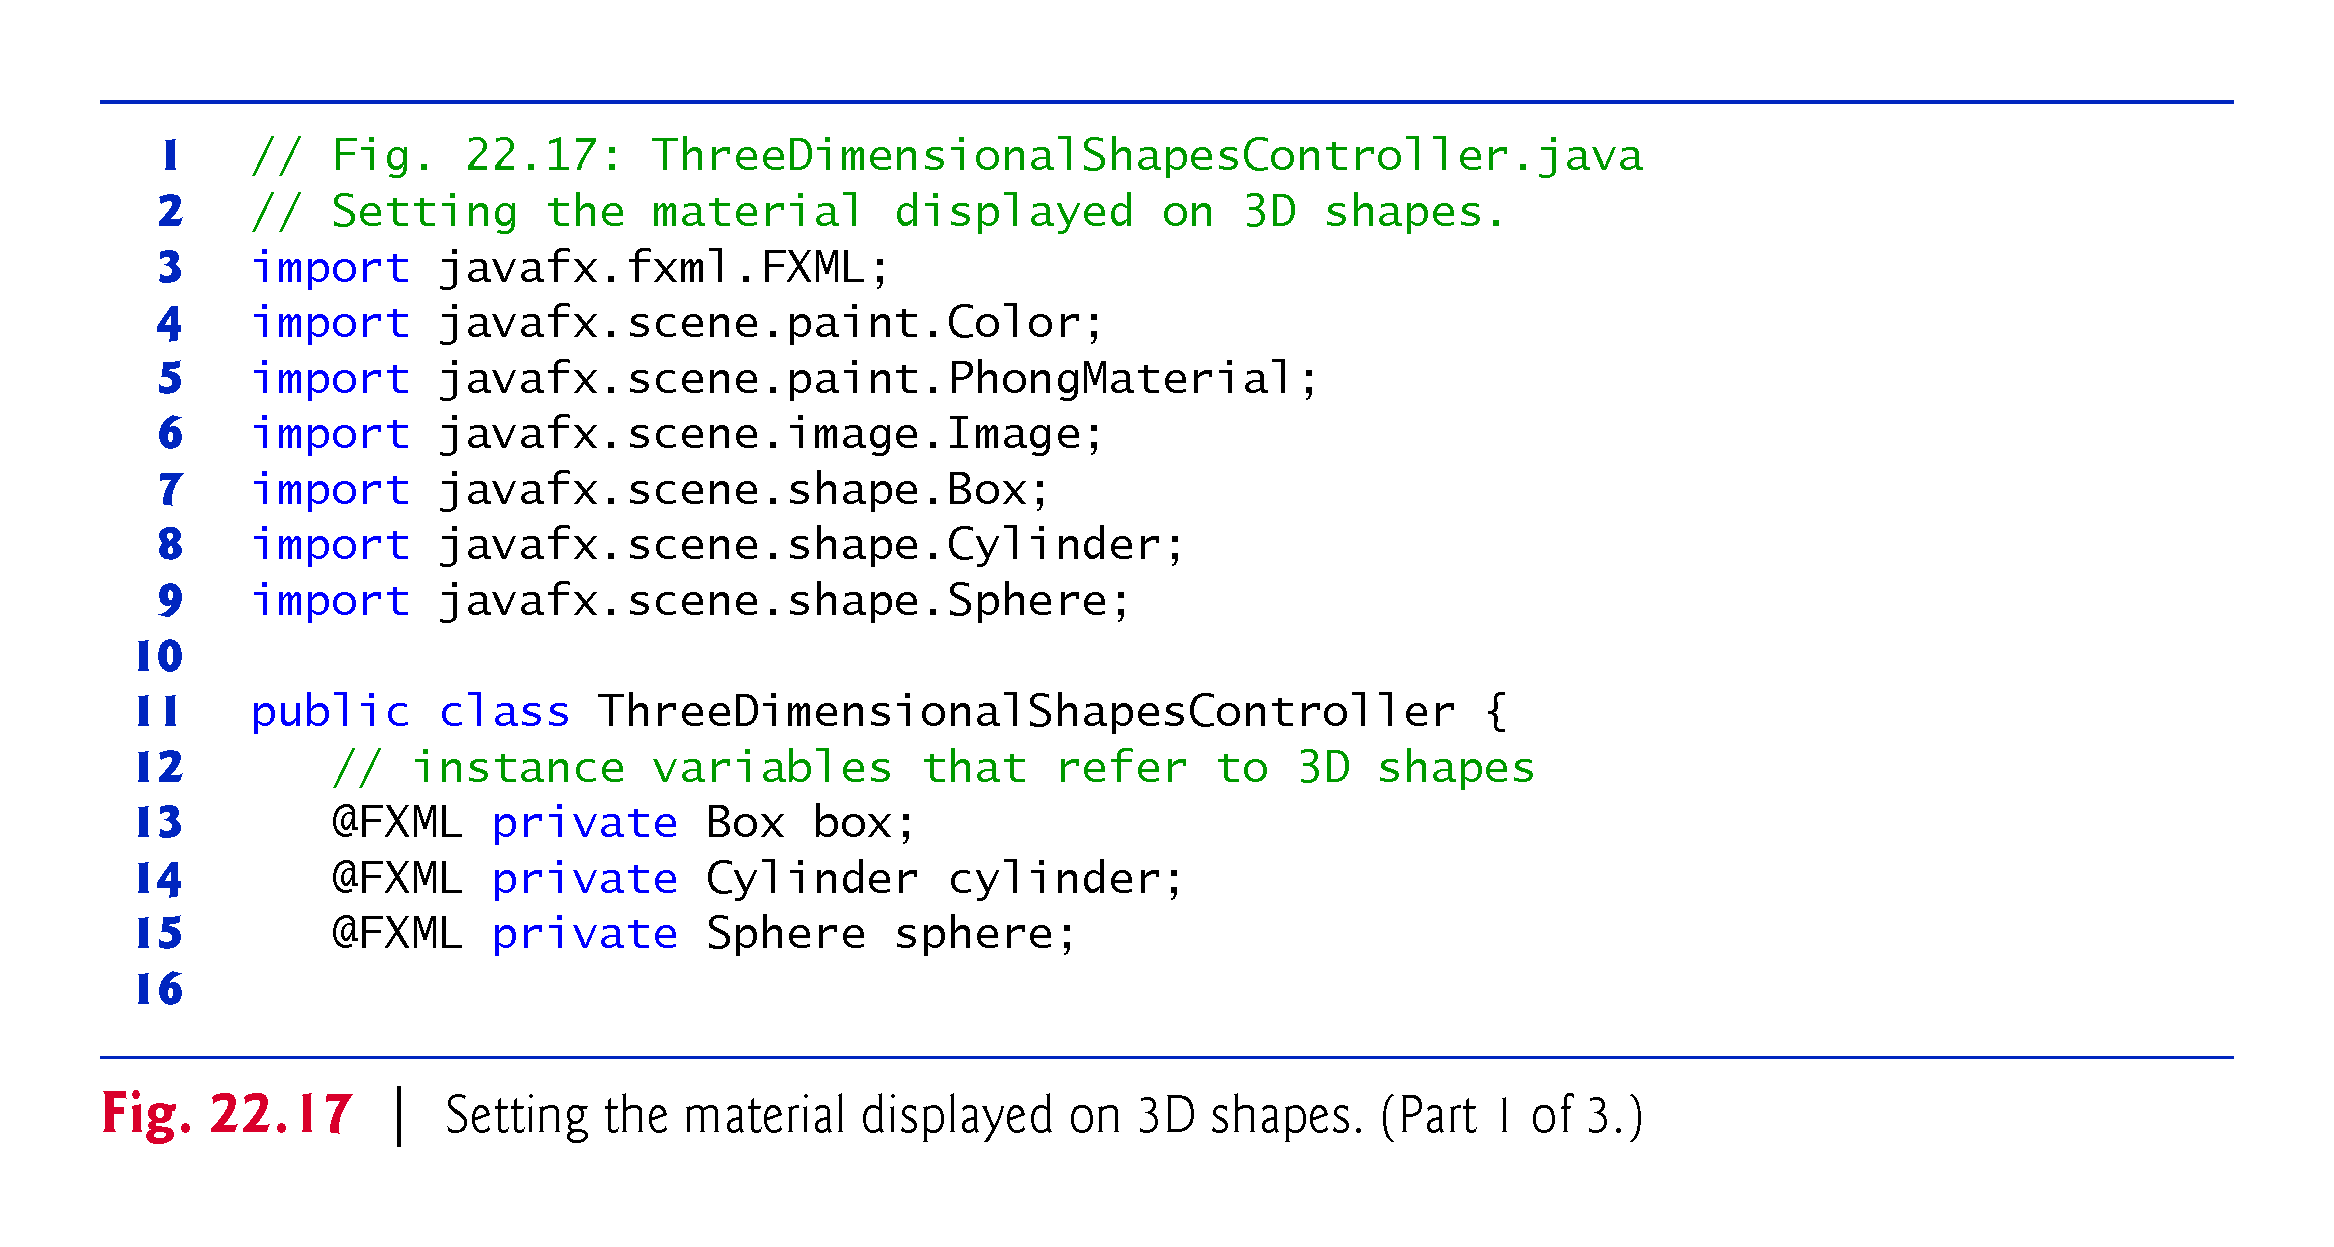 1 // Fig. 22.17: ThreeDimensionalShapesController.java
2 // Setting the material displayed on 3D shapes.
3 import javafx.fxml.FXML;
4 import javafx.scene.paint.Color;
5 import javafx.scene.paint.PhongMaterial;
6 import javafx.scene.image.Image;
7 import javafx.scene.shape.Box;
8 import javafx.scene.shape.Cylinder;
9 import javafx.scene.shape.Sphere;
10
11 public class ThreeDimensionalShapesController {
12    // instance variables that refer to 3D shapes
13    @FXML private Box box;
14    @FXML private Cylinder cylinder;
15    @FXML private Sphere sphere;
16
Fig. 22.17 | Setting the material displayed on 3D shapes. (Part 1 of 3.)